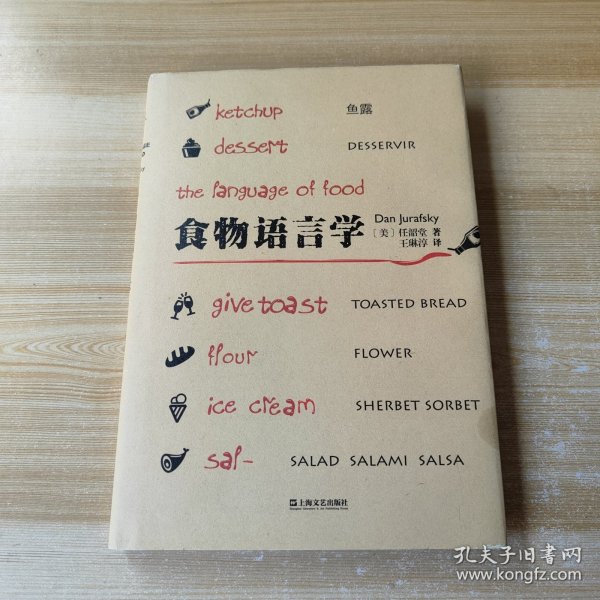 ketchup 鱼露
dessert DESSERVIR
the language of food
食物语言学
Dan Jurafsky
[美] 任韶堂 著
王琳淳 译
give toast TOASTED BREAD
flour FLOWER
ice cream SHERBET SORBET
sal- SALAD SALAMI SALSA
上海文艺出版社
孔夫子旧书网
www.kongfz.com